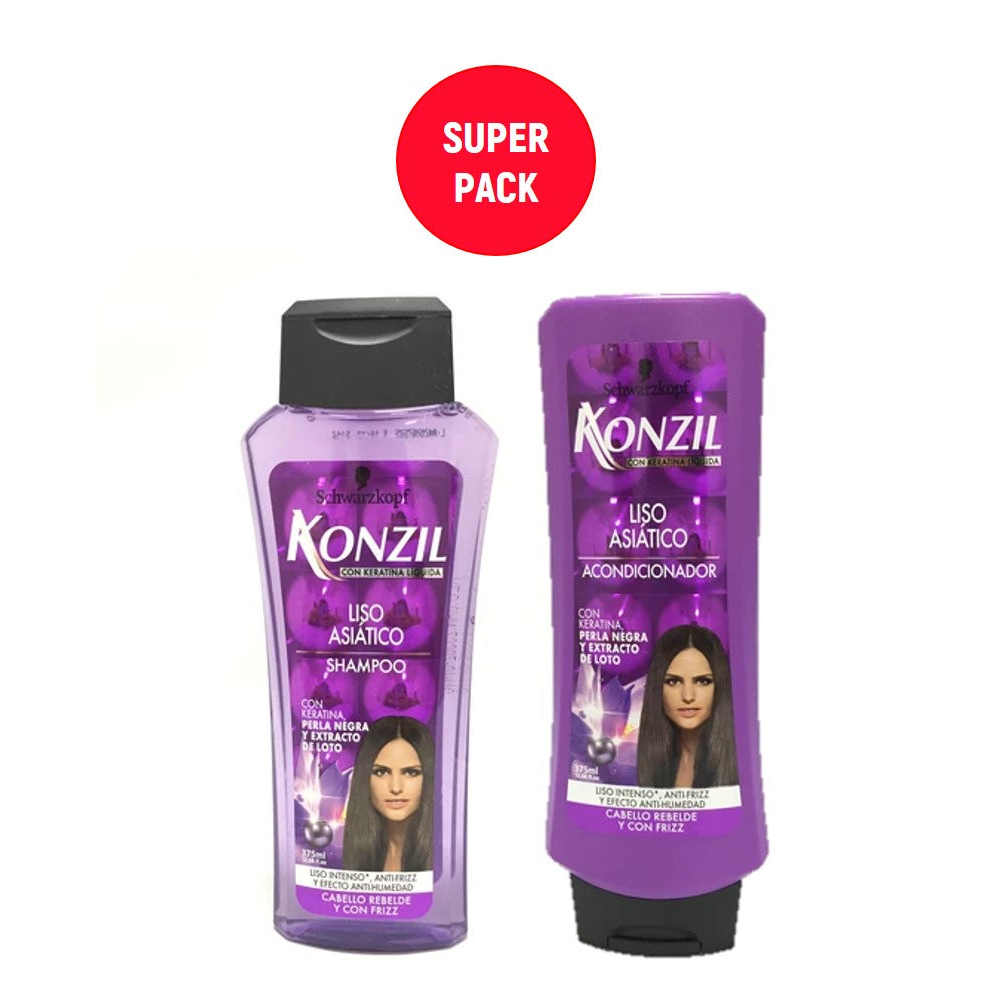 SUPER
PACK
Schwarzkopf
KONZIL
CON KERATINA LÍQUIDA
LISO
ASIÁTICO
SHAMPOO
CON
KERATINA,
PERLA NEGRA
Y EXTRACTO
DE LOTO
375ml
LISO INTENSO*, ANTI-FRIZZ
Y EFECTO ANTI-HUMEDAD
CABELLO REBELDE
Y CON FRIZZ
Schwarzkopf
KONZIL
CON KERATINA LÍQUIDA
LISO
ASIÁTICO
ACONDICIONADOR
CON
KERATINA,
PERLA NEGRA
Y EXTRACTO
DE LOTO
375ml
LISO INTENSO*, ANTI-FRIZZ
Y EFECTO ANTI-HUMEDAD
CABELLO REBELDE
Y CON FRIZZ